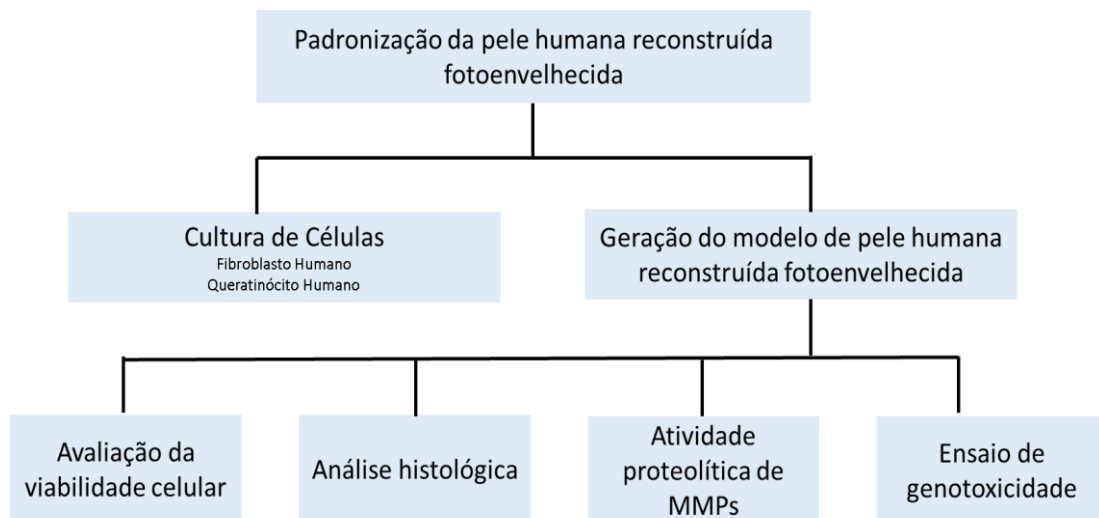 Padronização da pele humana reconstruída
fotoenvelhecida
Cultura de Células
Fibroblasto Humano
Queratinócito Humano
Geração do modelo de pele humana
reconstruída fotoenvelhecida
Avaliação da
viabilidade celular
Análise histológica
Atividade
proteolítica de
MMPs
Ensaio de
genotoxicidade